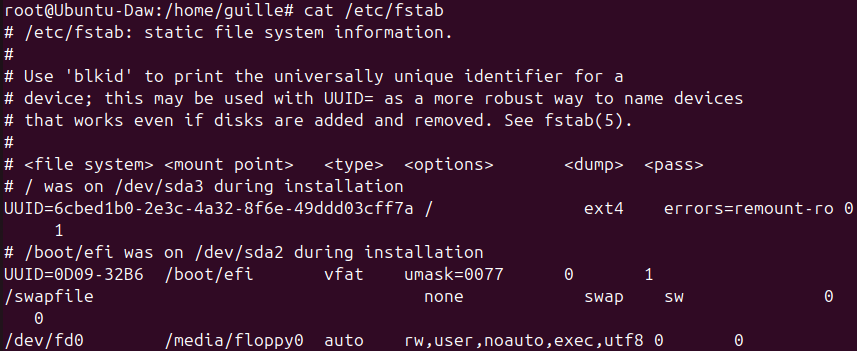 root@Ubuntu-Daw:/home/guille# cat /etc/fstab
# /etc/fstab: static file system information.
#
# Use 'blkid' to print the universally unique identifier for a
# device; this may be used with UUID= as a more robust way to name devices
# that works even if disks are added and removed. See fstab(5).
#
# <file system> <mount point>   <type>  <options>       <dump>  <pass>
# / was on /dev/sda3 during installation
UUID=6cbed1b0-2e3c-4a32-8f6e-49ddd03cff7a /               ext4    errors=remount-ro 0
      1
# /boot/efi was on /dev/sda2 during installation
UUID=0D09-32B6  /boot/efi       vfat    umask=0077      0       1
/swapfile                                 none            swap    sw              0
    0
/dev/fd0        /media/floppy0  auto    rw,user,noauto,exec,utf8 0       0